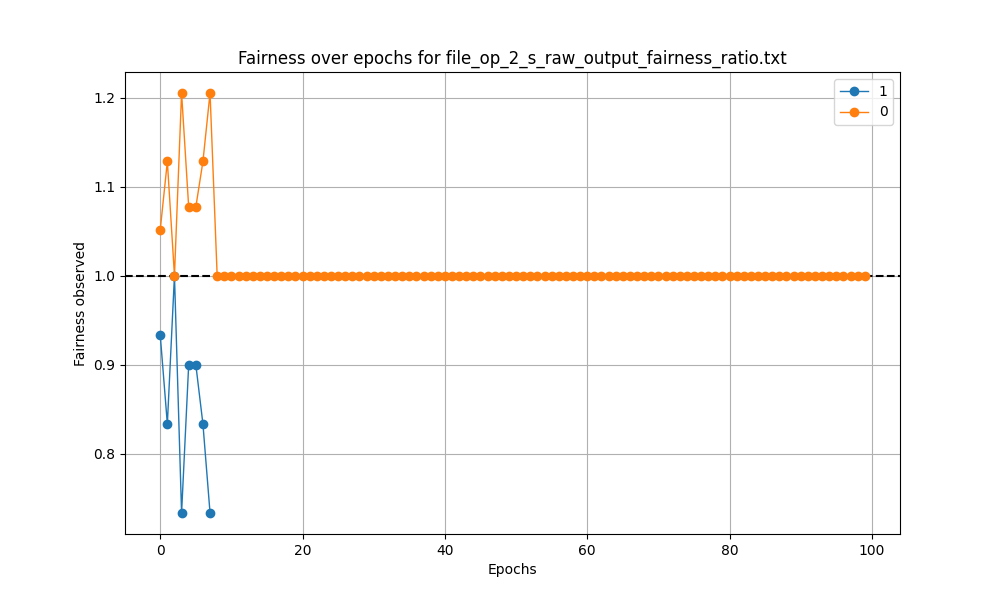 Fairness over epochs for file_op_2_s_raw_output_fairness_ratio.txt
1
0
1.2
1.1
1.0
0.9
0.8
Fairness observed
0 20 40 60 80 100
Epochs